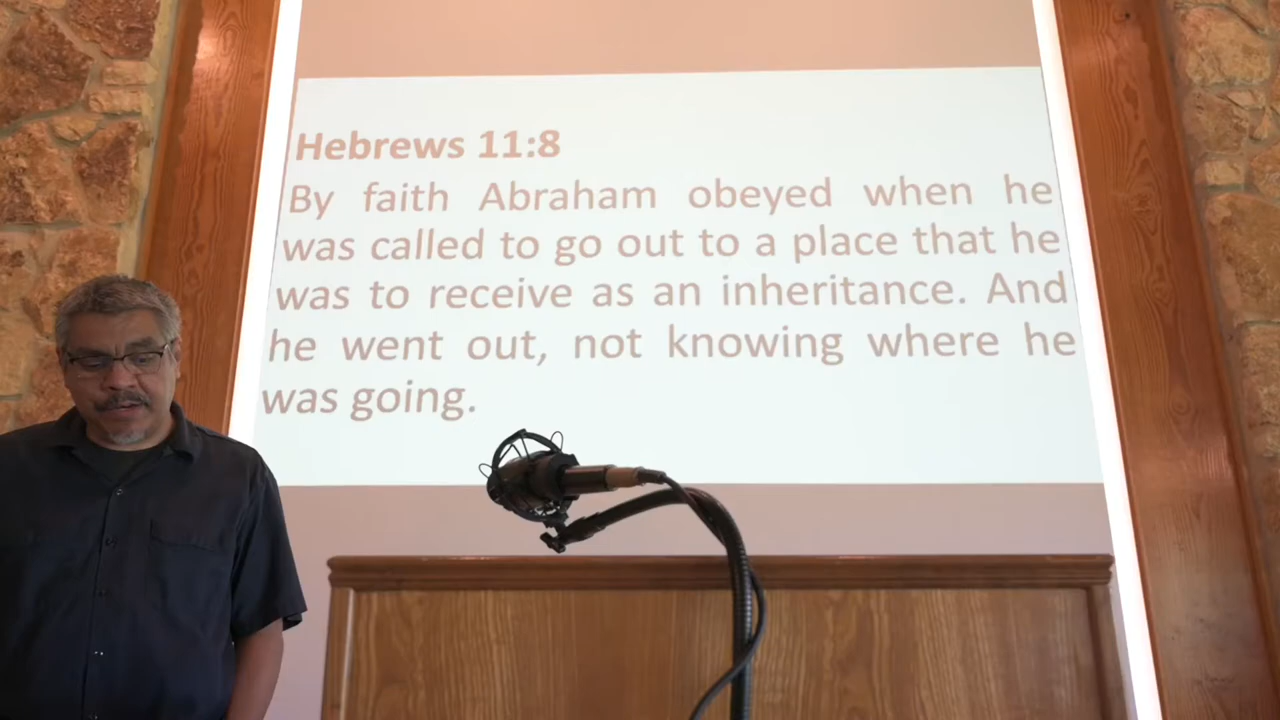 Hebrews 11:8
By faith Abraham obeyed when he
was called to go out to a place that he
was to receive as an inheritance. And
he went out, not knowing where he
was going.